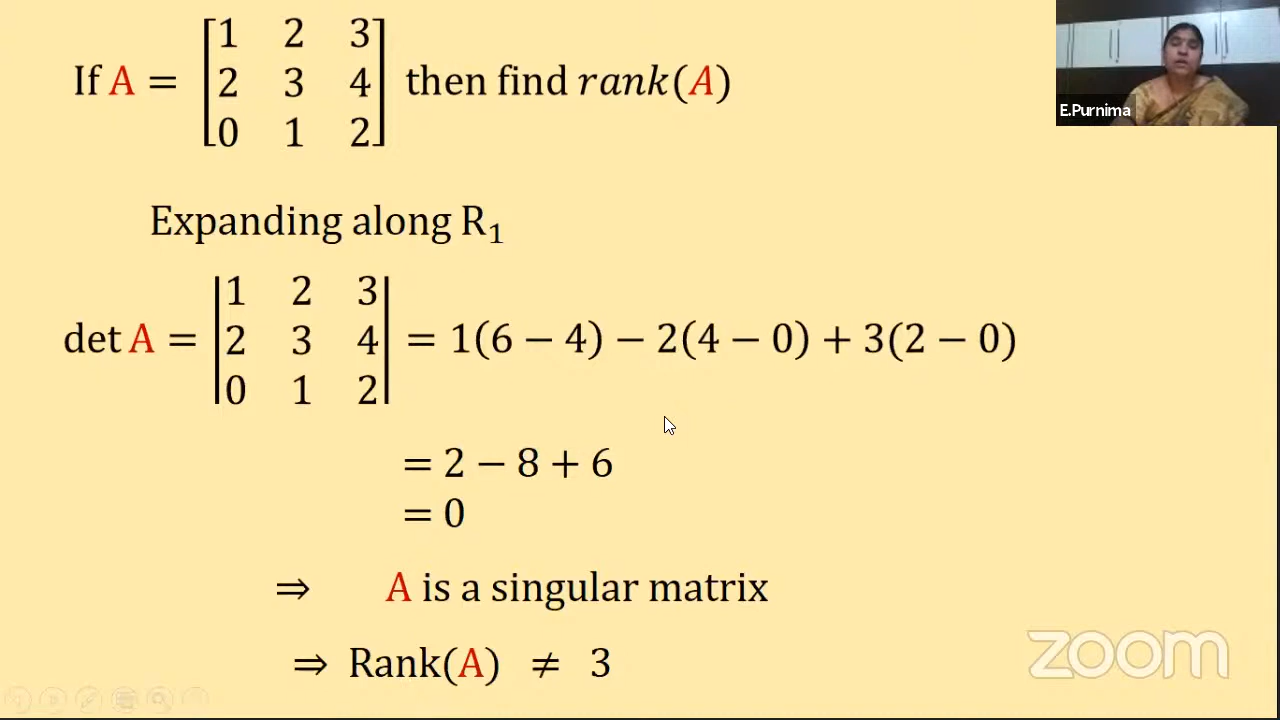 If A = [1 2 3
2 3 4
0 1 2] then find rank(A)
E.Purnima
Expanding along R₁
det A = |1 2 3
2 3 4
0 1 2| = 1(6 − 4) − 2(4 − 0) + 3(2 − 0)
= 2 − 8 + 6
= 0
⇒ A is a singular matrix
⇒ Rank(A) ≠ 3
zoom